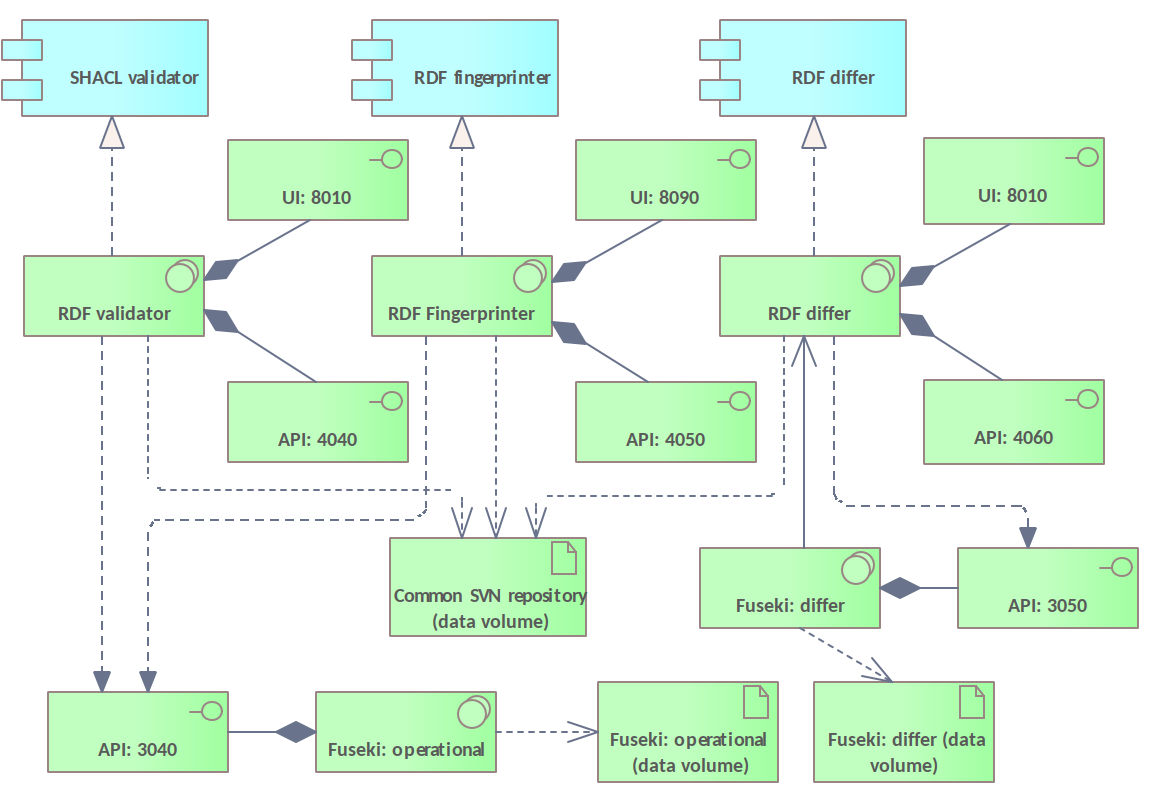 SHACL validator
RDF fingerprinter
RDF differ
UI: 8010
UI: 8090
UI: 8010
RDF validator
RDF Fingerprinter
RDF differ
API: 4040
API: 4050
API: 4060
Common SVN repository
(data volume)
Fuseki: differ
API: 3050
API: 3040
Fuseki: operational
Fuseki: operational
(data volume)
Fuseki: differ (data
volume)